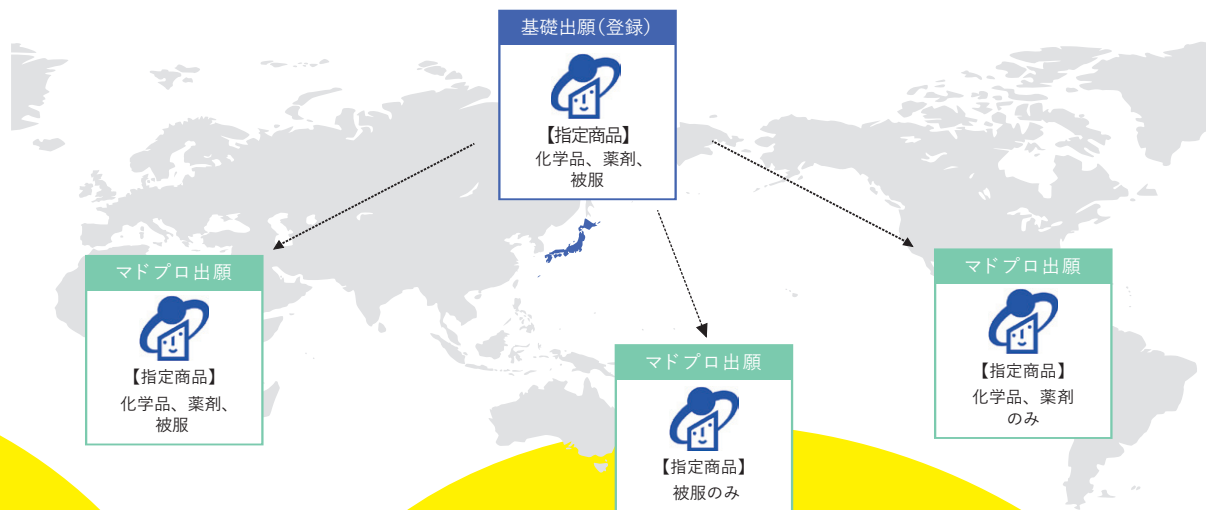 基礎出願(登録)
【指定商品】
化学品、薬剤、
被服
マドプロ出願
【指定商品】
化学品、薬剤、
被服
マドプロ出願
【指定商品】
被服のみ
マドプロ出願
【指定商品】
化学品、薬剤
のみ